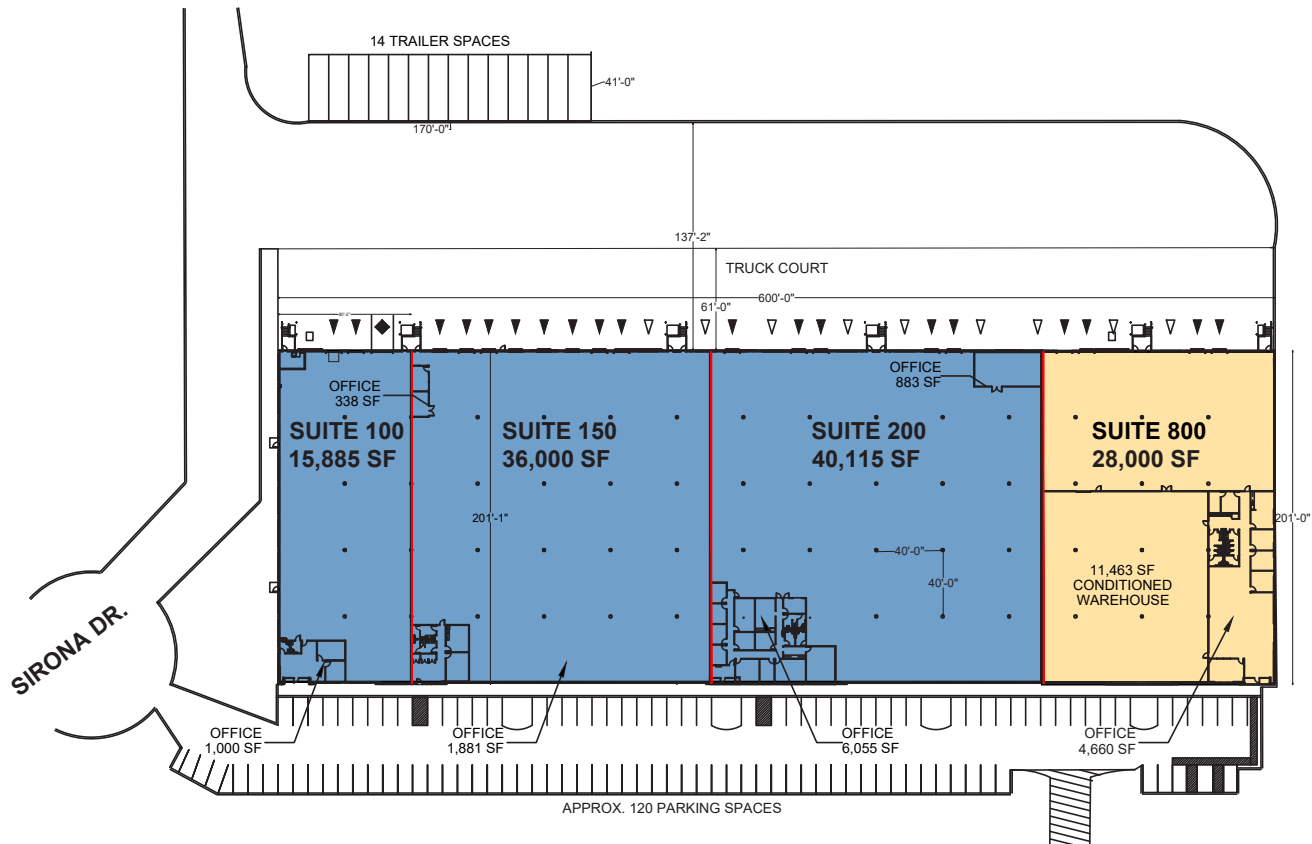 14 TRAILER SPACES
41'-0"
170'-0"
137'-2"
TRUCK COURT
600'-0"
61'-0"
OFFICE
338 SF
OFFICE
883 SF
SUITE 100
15,885 SF
SUITE 150
36,000 SF
SUITE 200
40,115 SF
SUITE 800
28,000 SF
201'-1"
201'-0"
40'-0"
40'-0"
11,463 SF
CONDITIONED
WAREHOUSE
SIRONA DR.
OFFICE
1,000 SF
OFFICE
1,881 SF
OFFICE
6,055 SF
OFFICE
4,660 SF
APPROX. 120 PARKING SPACES